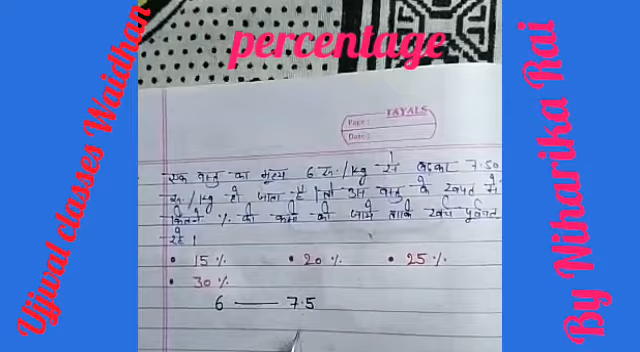 percentage
Ujjwal classes Waidhan
By Niharika Rai
Page: YAYALS
Date:
एक वस्तु का मूल्य 6 रु./kg से बढ़कर 7.50
रु./kg हो जाता है। तो उस वस्तु के खपत में
कितने % की कमी की जाये ताकि खर्च पूर्ववत
रहे।
• 15 % • 20 % • 25 %
• 30 %
6 —— 7.5